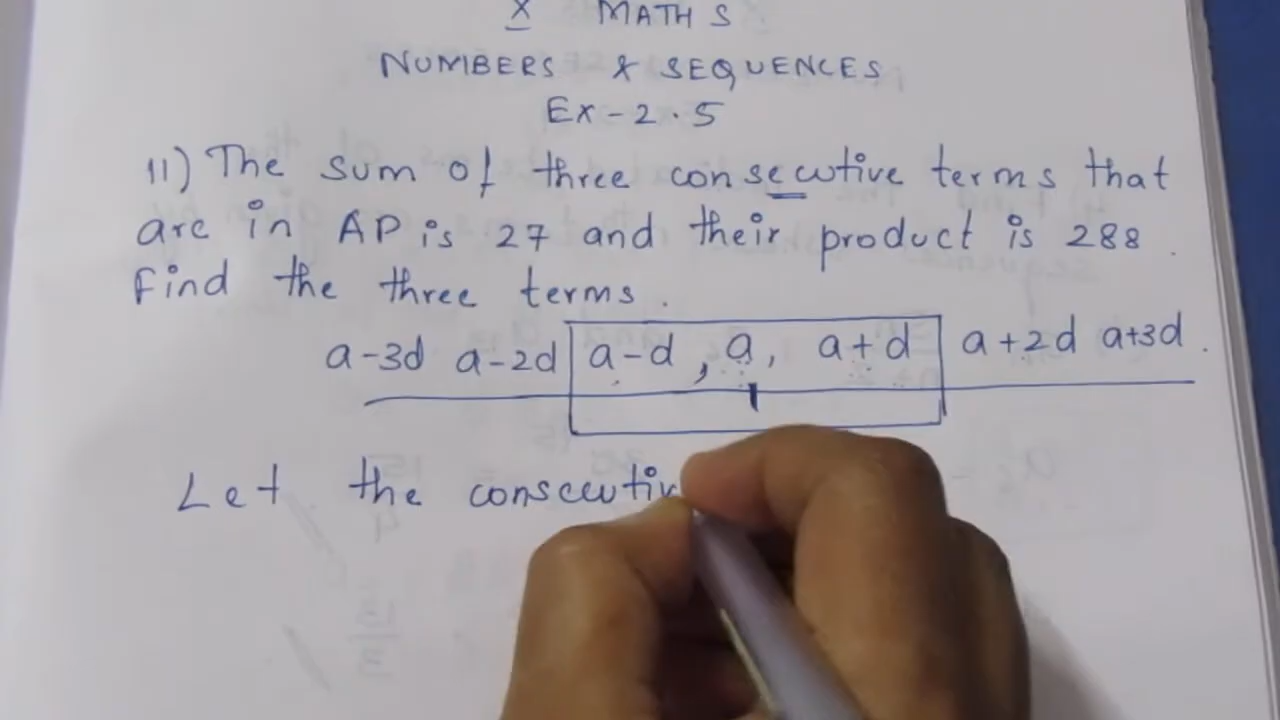 X MATHS
NUMBERS & SEQUENCES
Ex-2.5
11) The sum of three consecutive terms that
are in AP is 27 and their product is 288.
Find the three terms.
a-3d a-2d a-d, a, a+d a+2d a+3d.
Let the consecutiv